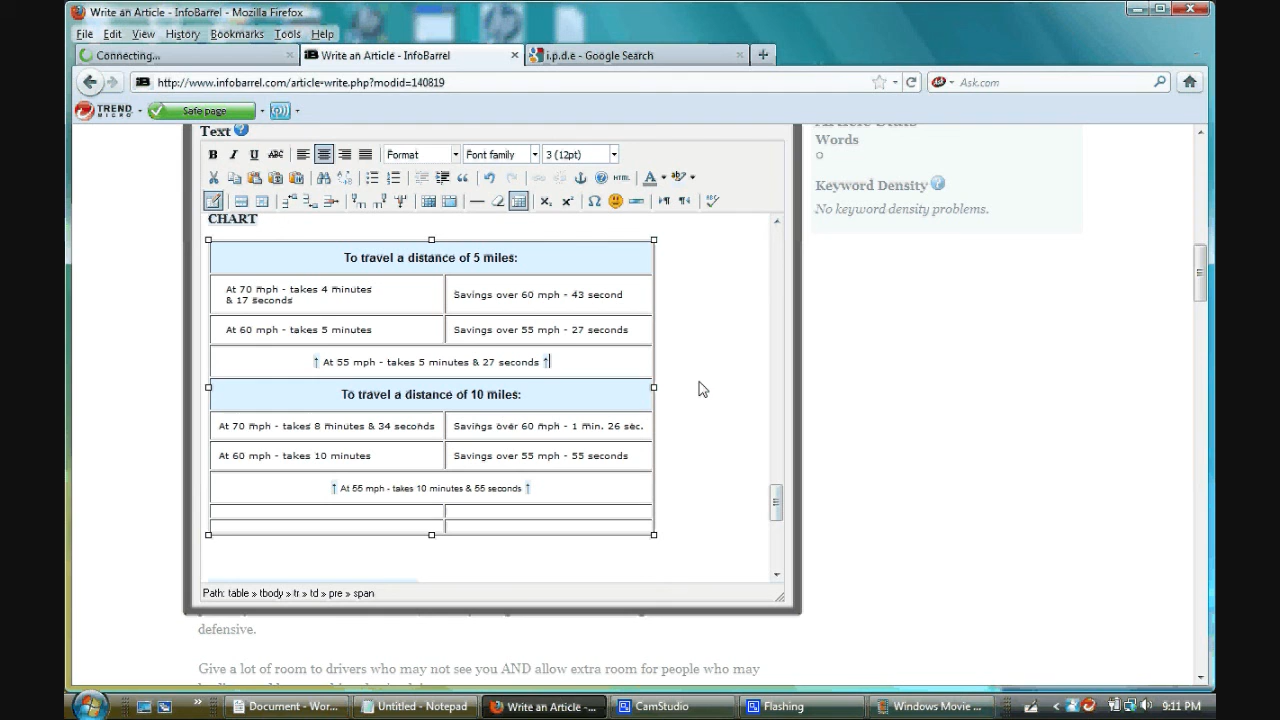 Write an Article - InfoBarrel - Mozilla Firefox
File Edit View History Bookmarks Tools Help
Connecting... Write an Article - InfoBarrel i.p.d.e - Google Search
http://www.infobarrel.com/article-write.php?modid=140819 Ask.com
TREND MICRO Safe page
Text
Words
0
Keyword Density
No keyword density problems.
B I U ABC Format Font family 3 (12pt)
HTML A
CHART
To travel a distance of 5 miles:
At 70 mph - takes 4 minutes
& 17 seconds
Savings over 60 mph - 43 second
At 60 mph - takes 5 minutes Savings over 55 mph - 27 seconds
↑ At 55 mph - takes 5 minutes & 27 seconds ↑
To travel a distance of 10 miles:
At 70 mph - takes 8 minutes & 34 seconds Savings over 60 mph - 1 min. 26 sec.
At 60 mph - takes 10 minutes Savings over 55 mph - 55 seconds
↑ At 55 mph - takes 10 minutes & 55 seconds ↑
Path: table » tbody » tr » td » pre » span
defensive.
Give a lot of room to drivers who may not see you AND allow extra room for people who may
Document - Wor... Untitled - Notepad Write an Article -... CamStudio Flashing Windows Movie ... 9:11 PM